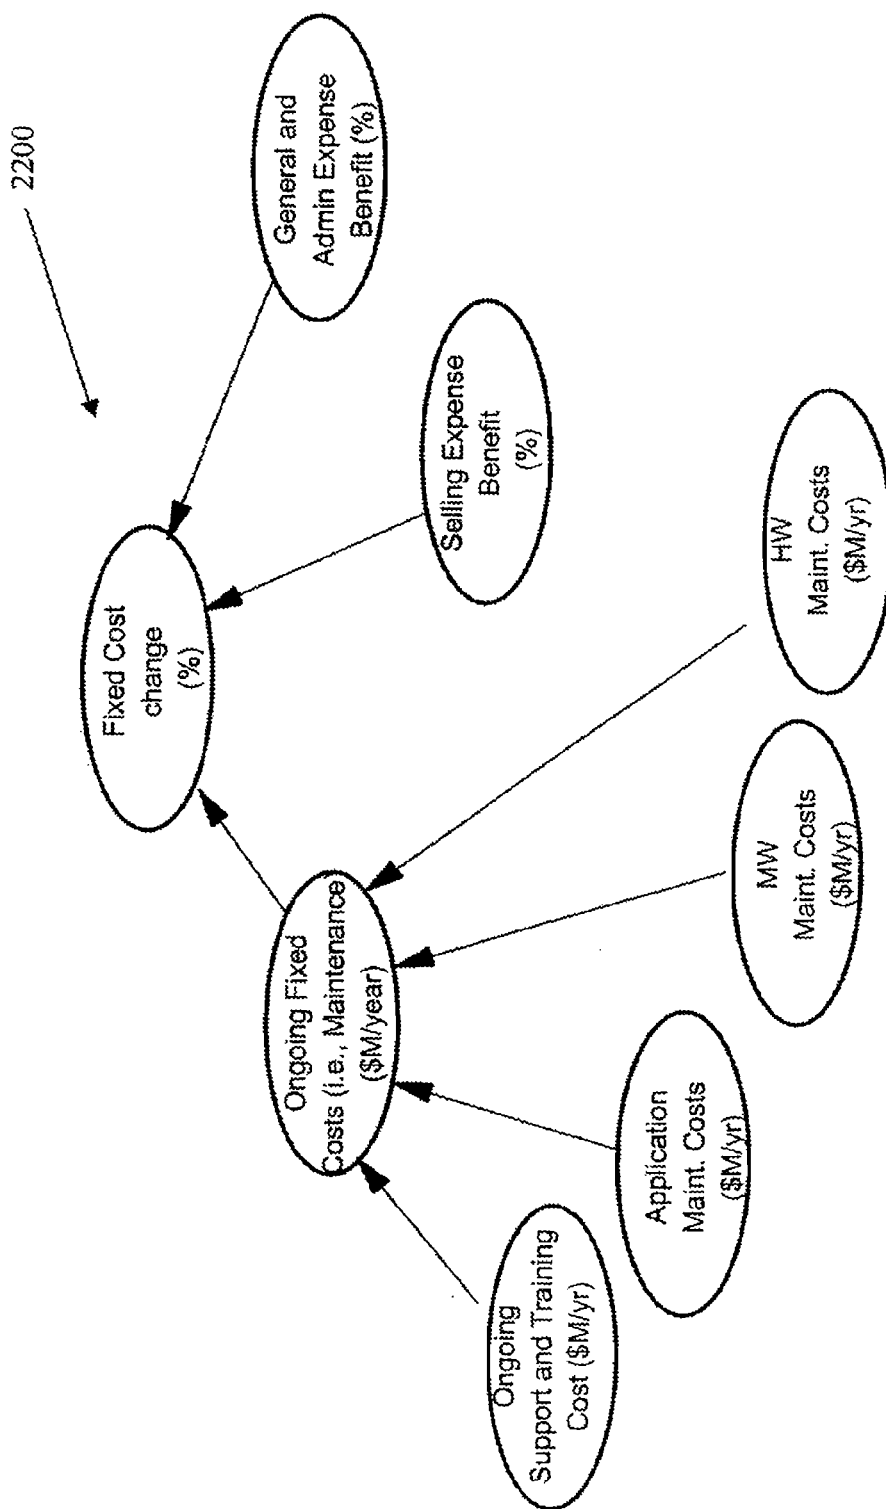 2200
Fixed Cost
change
(%)
General and
Admin Expense
Benefit (%)
Selling Expense
Benefit
(%)
Ongoing Fixed
Costs (i.e., Maintenance
($M/year)
Ongoing
Support and Training
Cost ($M/yr)
Application
Maint. Costs
($M/yr)
MW
Maint. Costs
($M/yr)
HW
Maint. Costs
($M/yr)